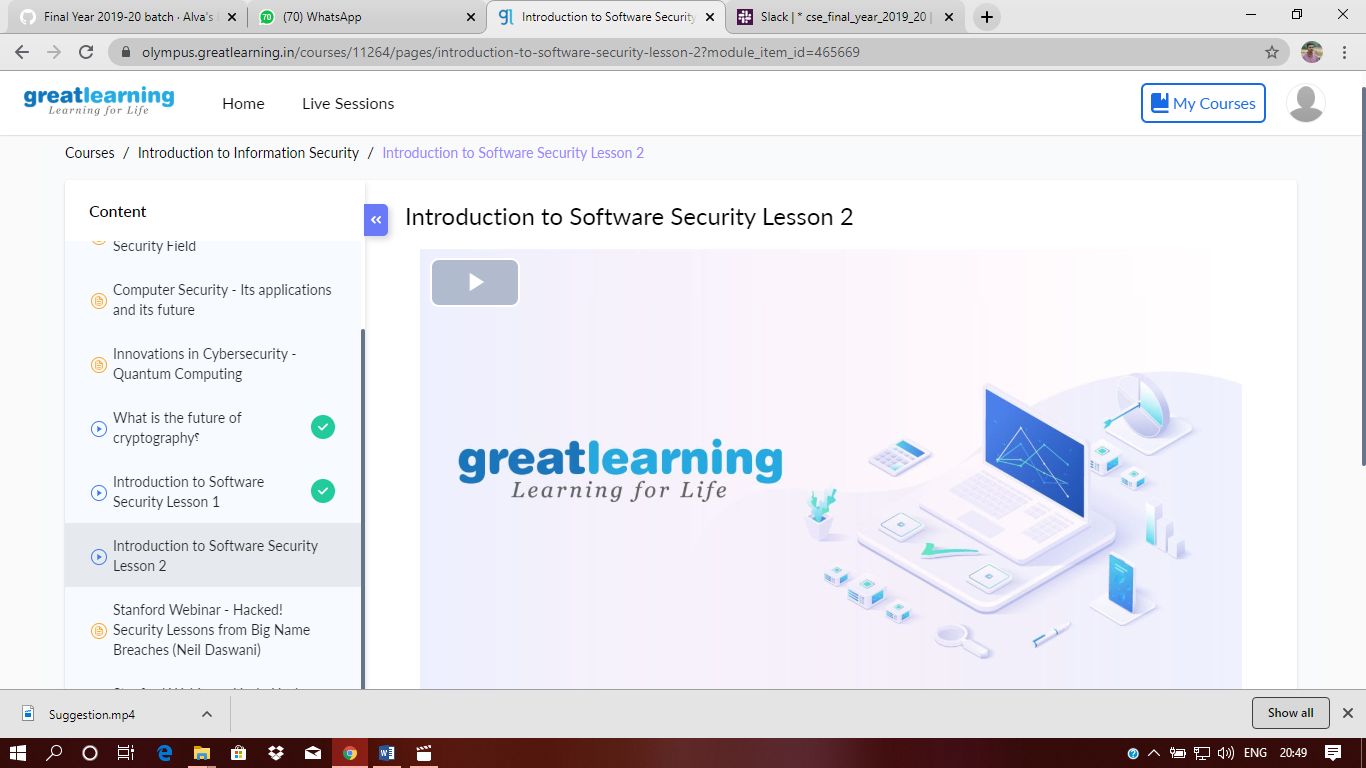 Final Year 2019-20 batch · Alva's
(70) WhatsApp
Introduction to Software Security
Slack | * cse_final_year_2019_20 |
olympus.greatlearning.in/courses/11264/pages/introduction-to-software-security-lesson-2?module_item_id=465669
greatlearning
Learning for Life
Home
Live Sessions
My Courses
Courses / Introduction to Information Security / Introduction to Software Security Lesson 2
Content
Security Field
Computer Security - Its applications
and its future
Innovations in Cybersecurity -
Quantum Computing
What is the future of
cryptography؟
Introduction to Software
Security Lesson 1
Introduction to Software Security
Lesson 2
Stanford Webinar - Hacked!
Security Lessons from Big Name
Breaches (Neil Daswani)
Introduction to Software Security Lesson 2
greatlearning
Learning for Life
Suggestion.mp4
Show all
ENG
20:49